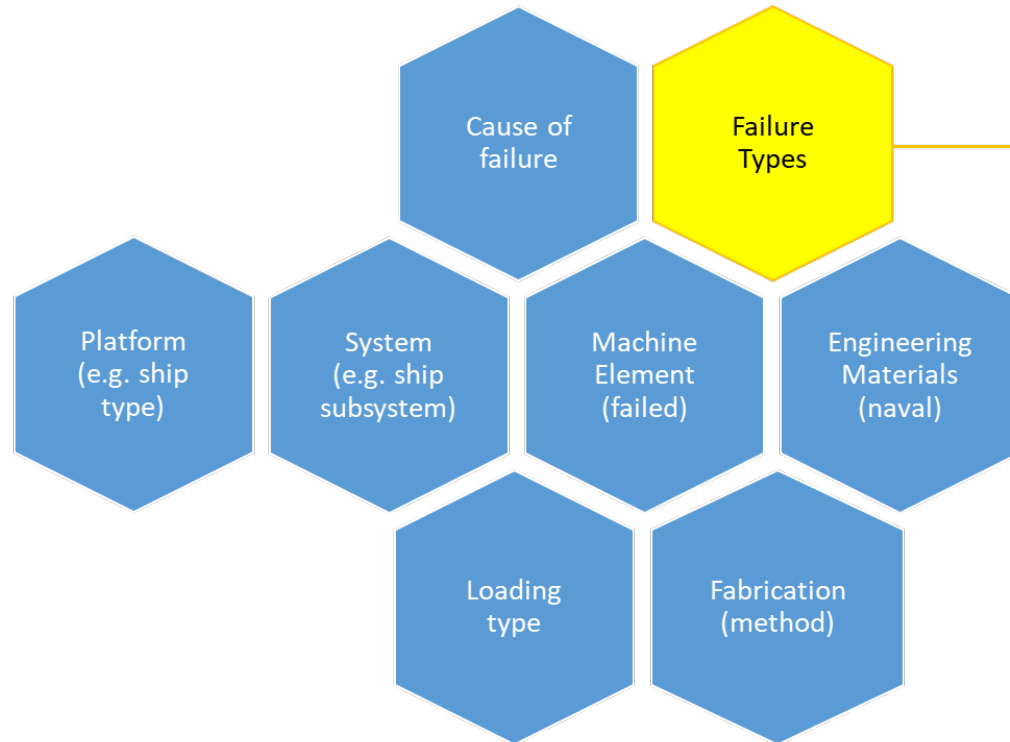 Cause of
failure
Failure
Types
Platform
(e.g. ship
type)
System
(e.g. ship
subsystem)
Machine
Element
(failed)
Engineering
Materials
(naval)
Loading
type
Fabrication
(method)